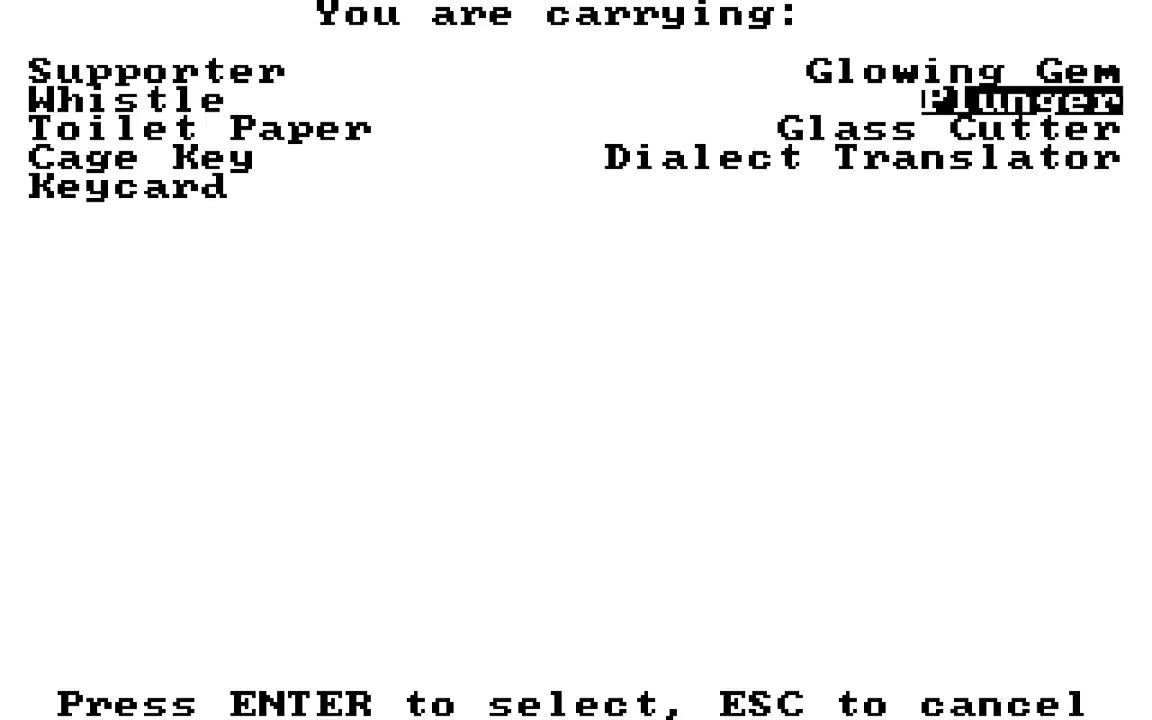 You are carrying:
Supporter Glowing Gem
Whistle Plunger
Toilet Paper Glass Cutter
Cage Key Dialect Translator
Keycard
Press ENTER to select, ESC to cancel